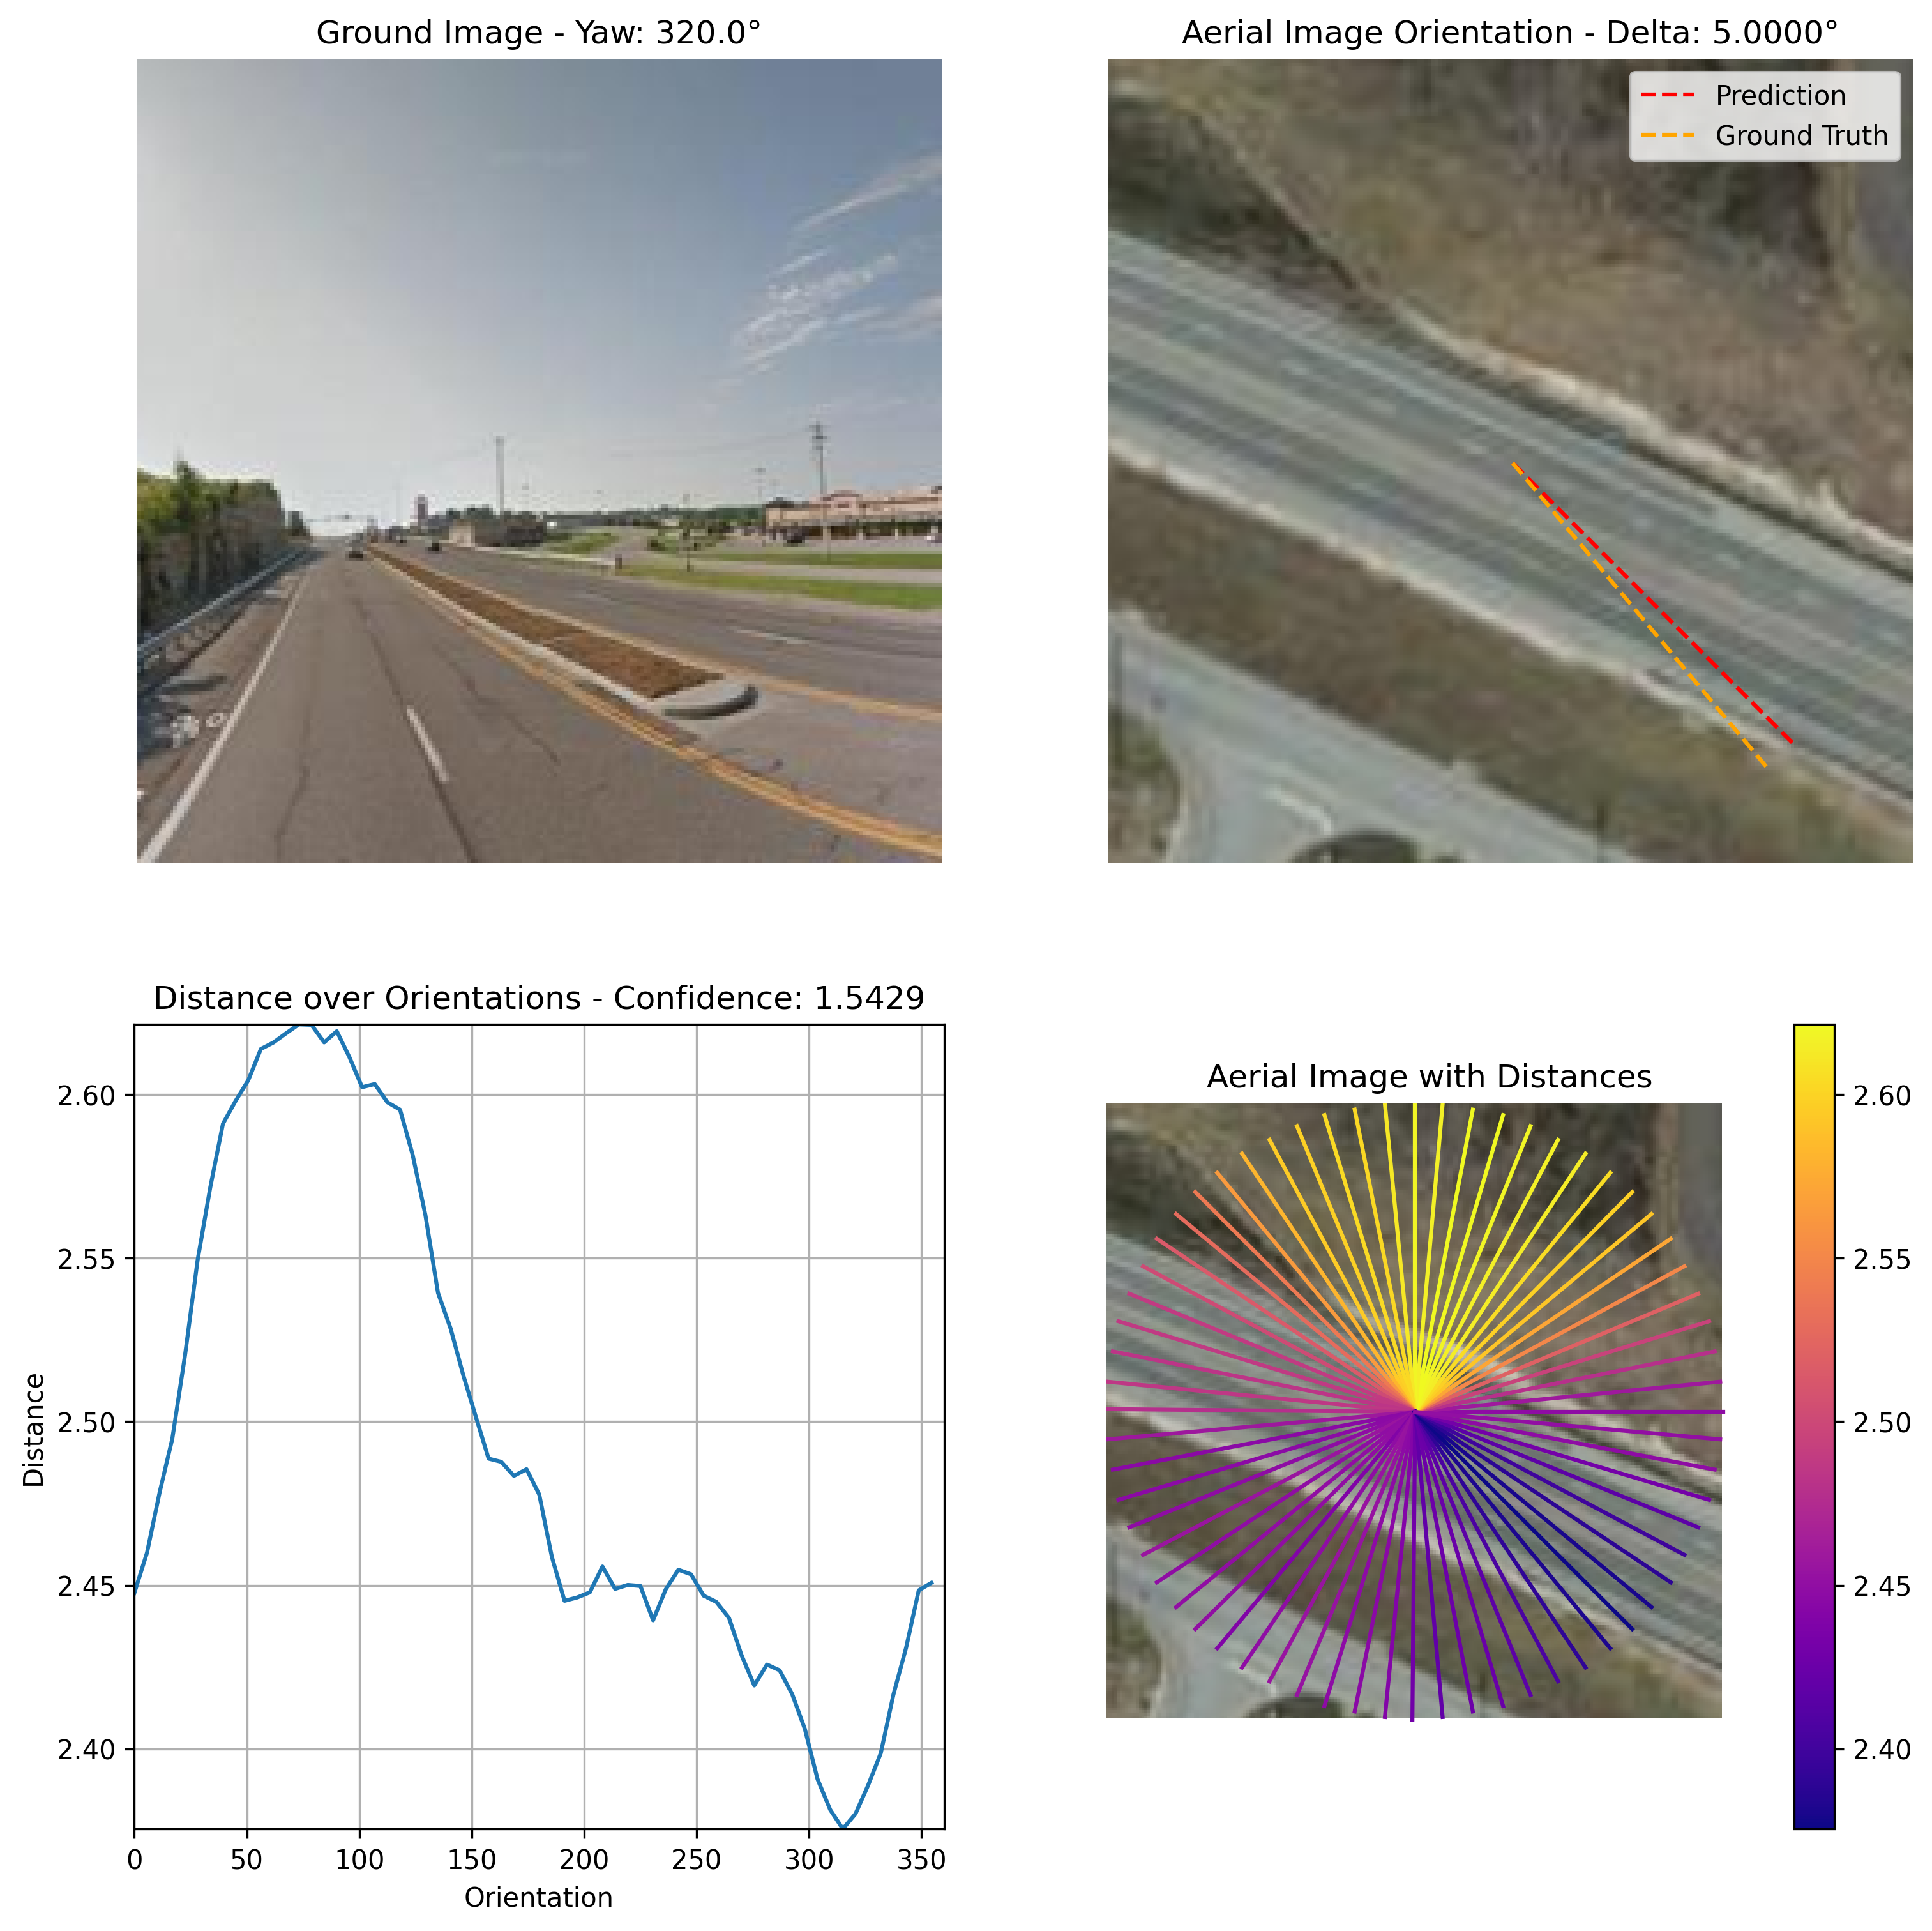 Ground Image - Yaw: 320.0°
Aerial Image Orientation - Delta: 5.0000°
Prediction
Ground Truth
Distance over Orientations - Confidence: 1.5429
2.60
2.55
2.50
2.45
2.40
Distance
0 50 100 150 200 250 300 350
Orientation
Aerial Image with Distances
2.60
2.55
2.50
2.45
2.40